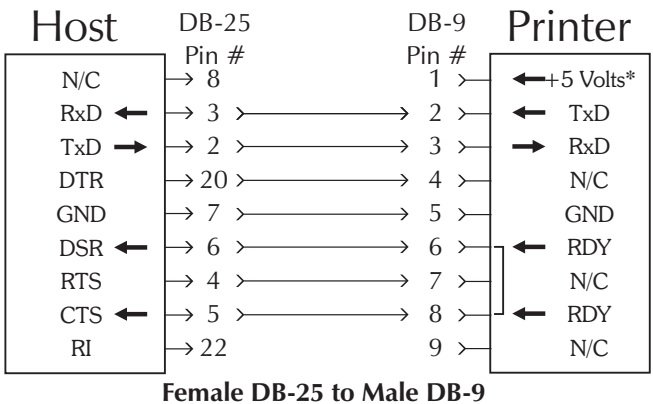 Host DB-25 DB-9 Printer
Pin # Pin #
N/C 8 1 +5 Volts*
RxD 3 2 TxD
TxD 2 3 RxD
DTR 20 4 N/C
GND 7 5 GND
DSR 6 6 RDY
RTS 4 7 N/C
CTS 5 8 RDY
RI 22 9 N/C
Female DB-25 to Male DB-9